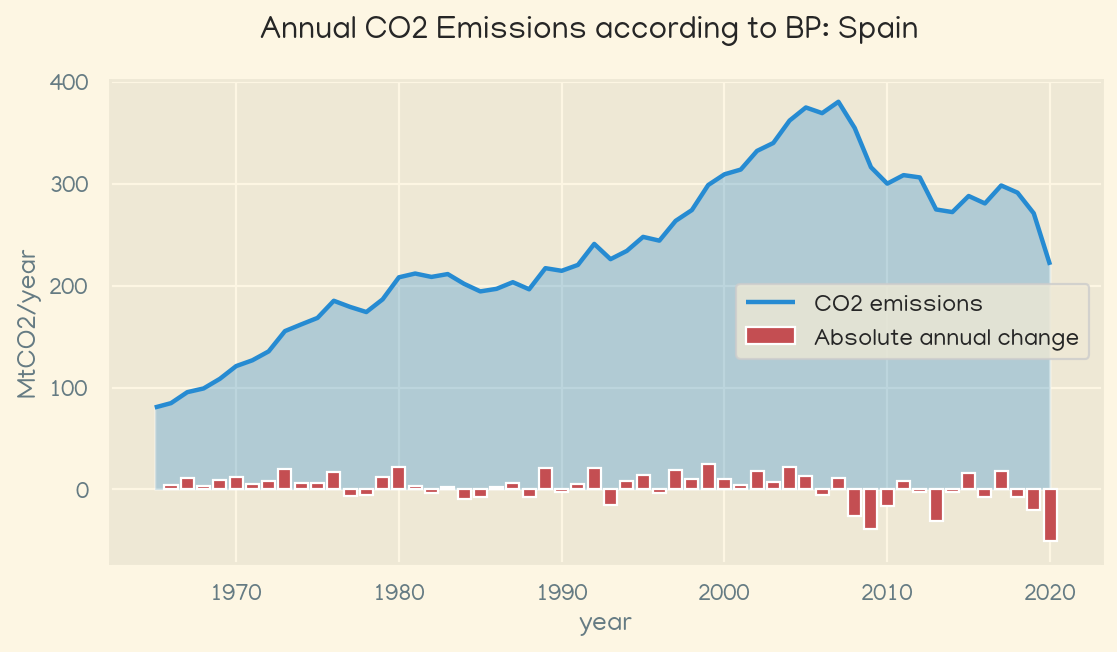 Annual CO2 Emissions according to BP: Spain
400
300
200
100
0
MtCO2/year
CO2 emissions
Absolute annual change
1970 1980 1990 2000 2010 2020
year